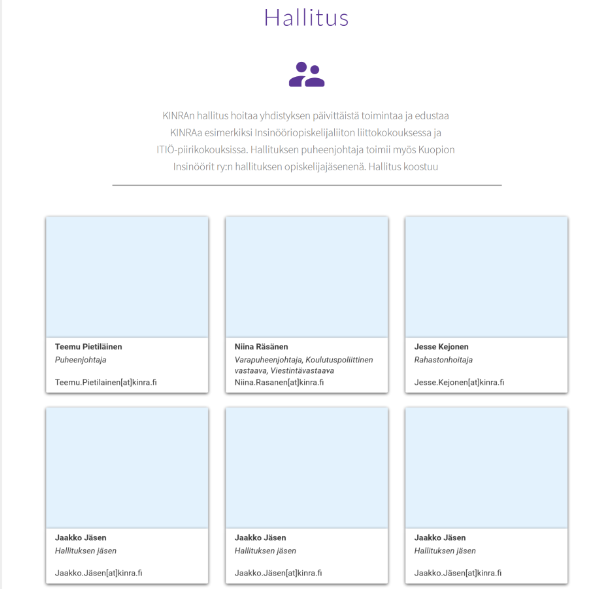 Hallitus
KINRAn hallitus hoitaa yhdistyksen päivittäistä toimintaa ja edustaa
KINRAa esimerkiksi Insinööriopiskelijaliiton liittokokouksessa ja
ITIÖ-piirikokouksissa. Hallituksen puheenjohtaja toimii myös Kuopion
Insinöörit ry:n hallituksen opiskelijajäsenenä. Hallitus koostuu
Teemu Pietiläinen
Puheenjohtaja
Teemu.Pietilainen[at]kinra.fi
Niina Räsänen
Varapuheenjohtaja, Koulutuspoliittinen
vastaava, Viestintävastaava
Niina.Rasanen[at]kinra.fi
Jesse Kejonen
Rahastonhoitaja
Jesse.Kejonen[at]kinra.fi
Jaakko Jäsen
Hallituksen jäsen
Jaakko.Jäsen[at]kinra.fi
Jaakko Jäsen
Hallituksen jäsen
Jaakko.Jäsen[at]kinra.fi
Jaakko Jäsen
Hallituksen jäsen
Jaakko.Jäsen[at]kinra.fi